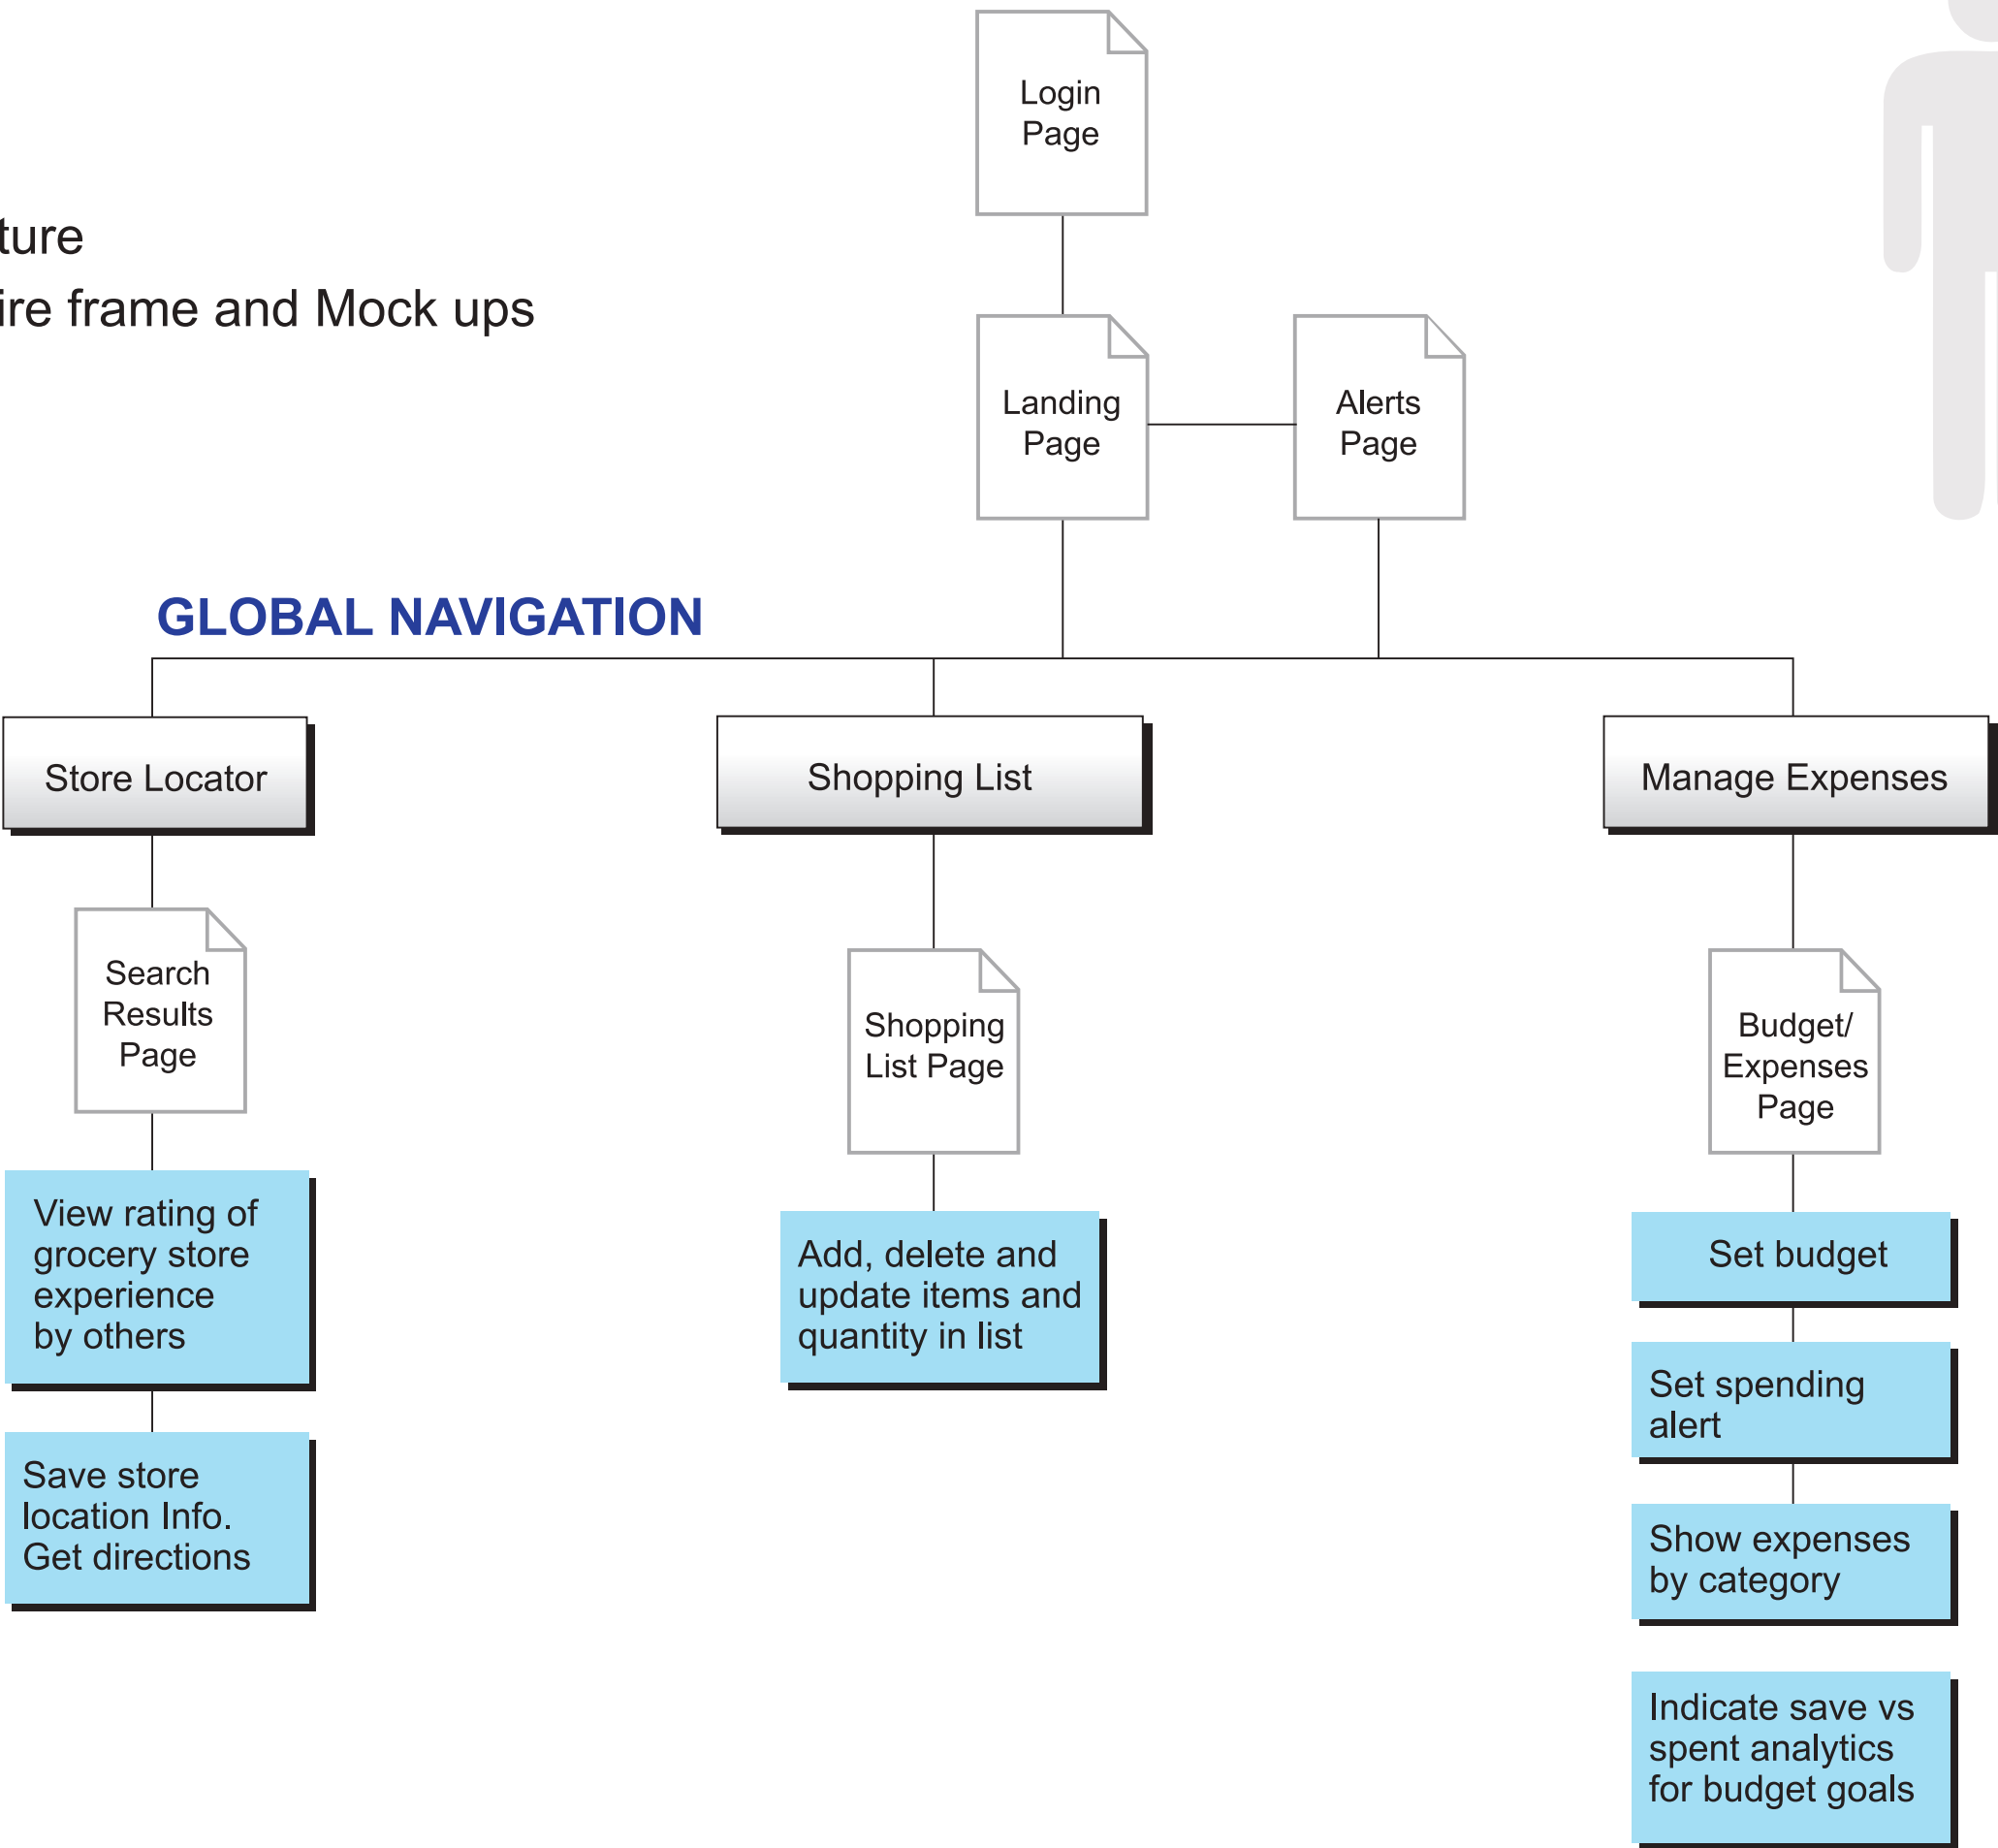 Login
Page
ture
ire frame and Mock ups
Landing
Page
Alerts
Page
GLOBAL NAVIGATION
Store Locator
Shopping List
Manage Expenses
Search
Results
Page
Shopping
List Page
Budget/
Expenses
Page
View rating of
grocery store
experience
by others
Add, delete and
update items and
quantity in list
Set budget
Set spending
alert
Save store
location Info.
Get directions
Show expenses
by category
Indicate save vs
spent analytics
for budget goals